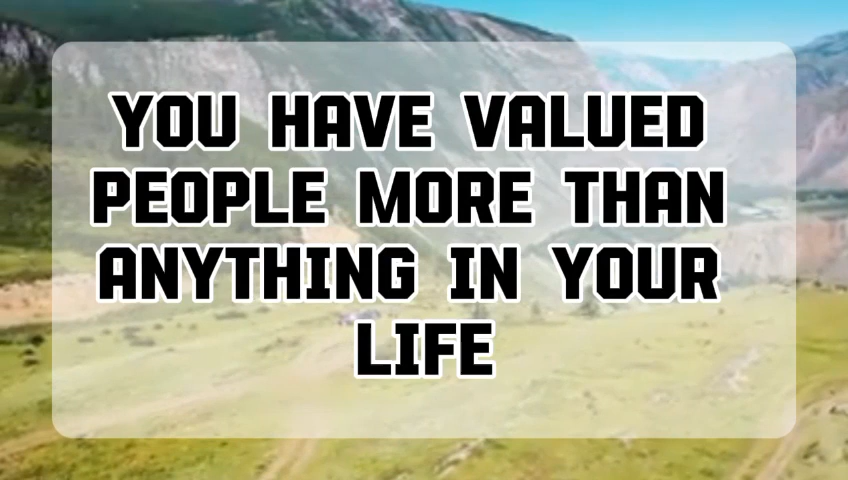 YOU HAVE VALUED
PEOPLE MORE THAN
ANYTHING IN YOUR
LIFE